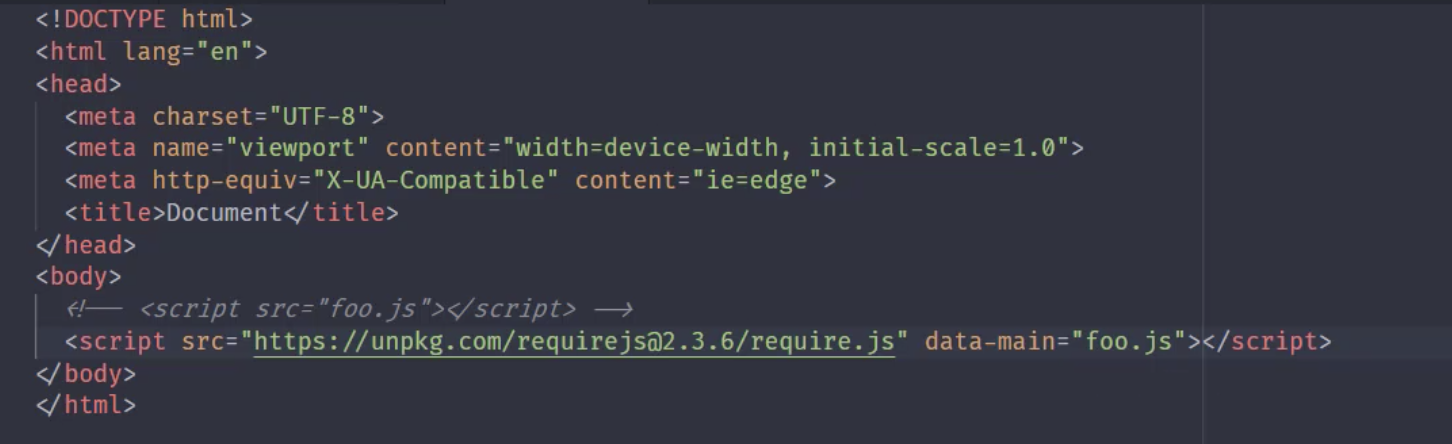 <!DOCTYPE html>
<html lang="en">
<head>
  <meta charset="UTF-8">
  <meta name="viewport" content="width=device-width, initial-scale=1.0">
  <meta http-equiv="X-UA-Compatible" content="ie=edge">
  <title>Document</title>
</head>
<body>
  <!-- <script src="foo.js"></script> -->
  <script src="https://unpkg.com/requirejs@2.3.6/require.js" data-main="foo.js"></script>
</body>
</html>